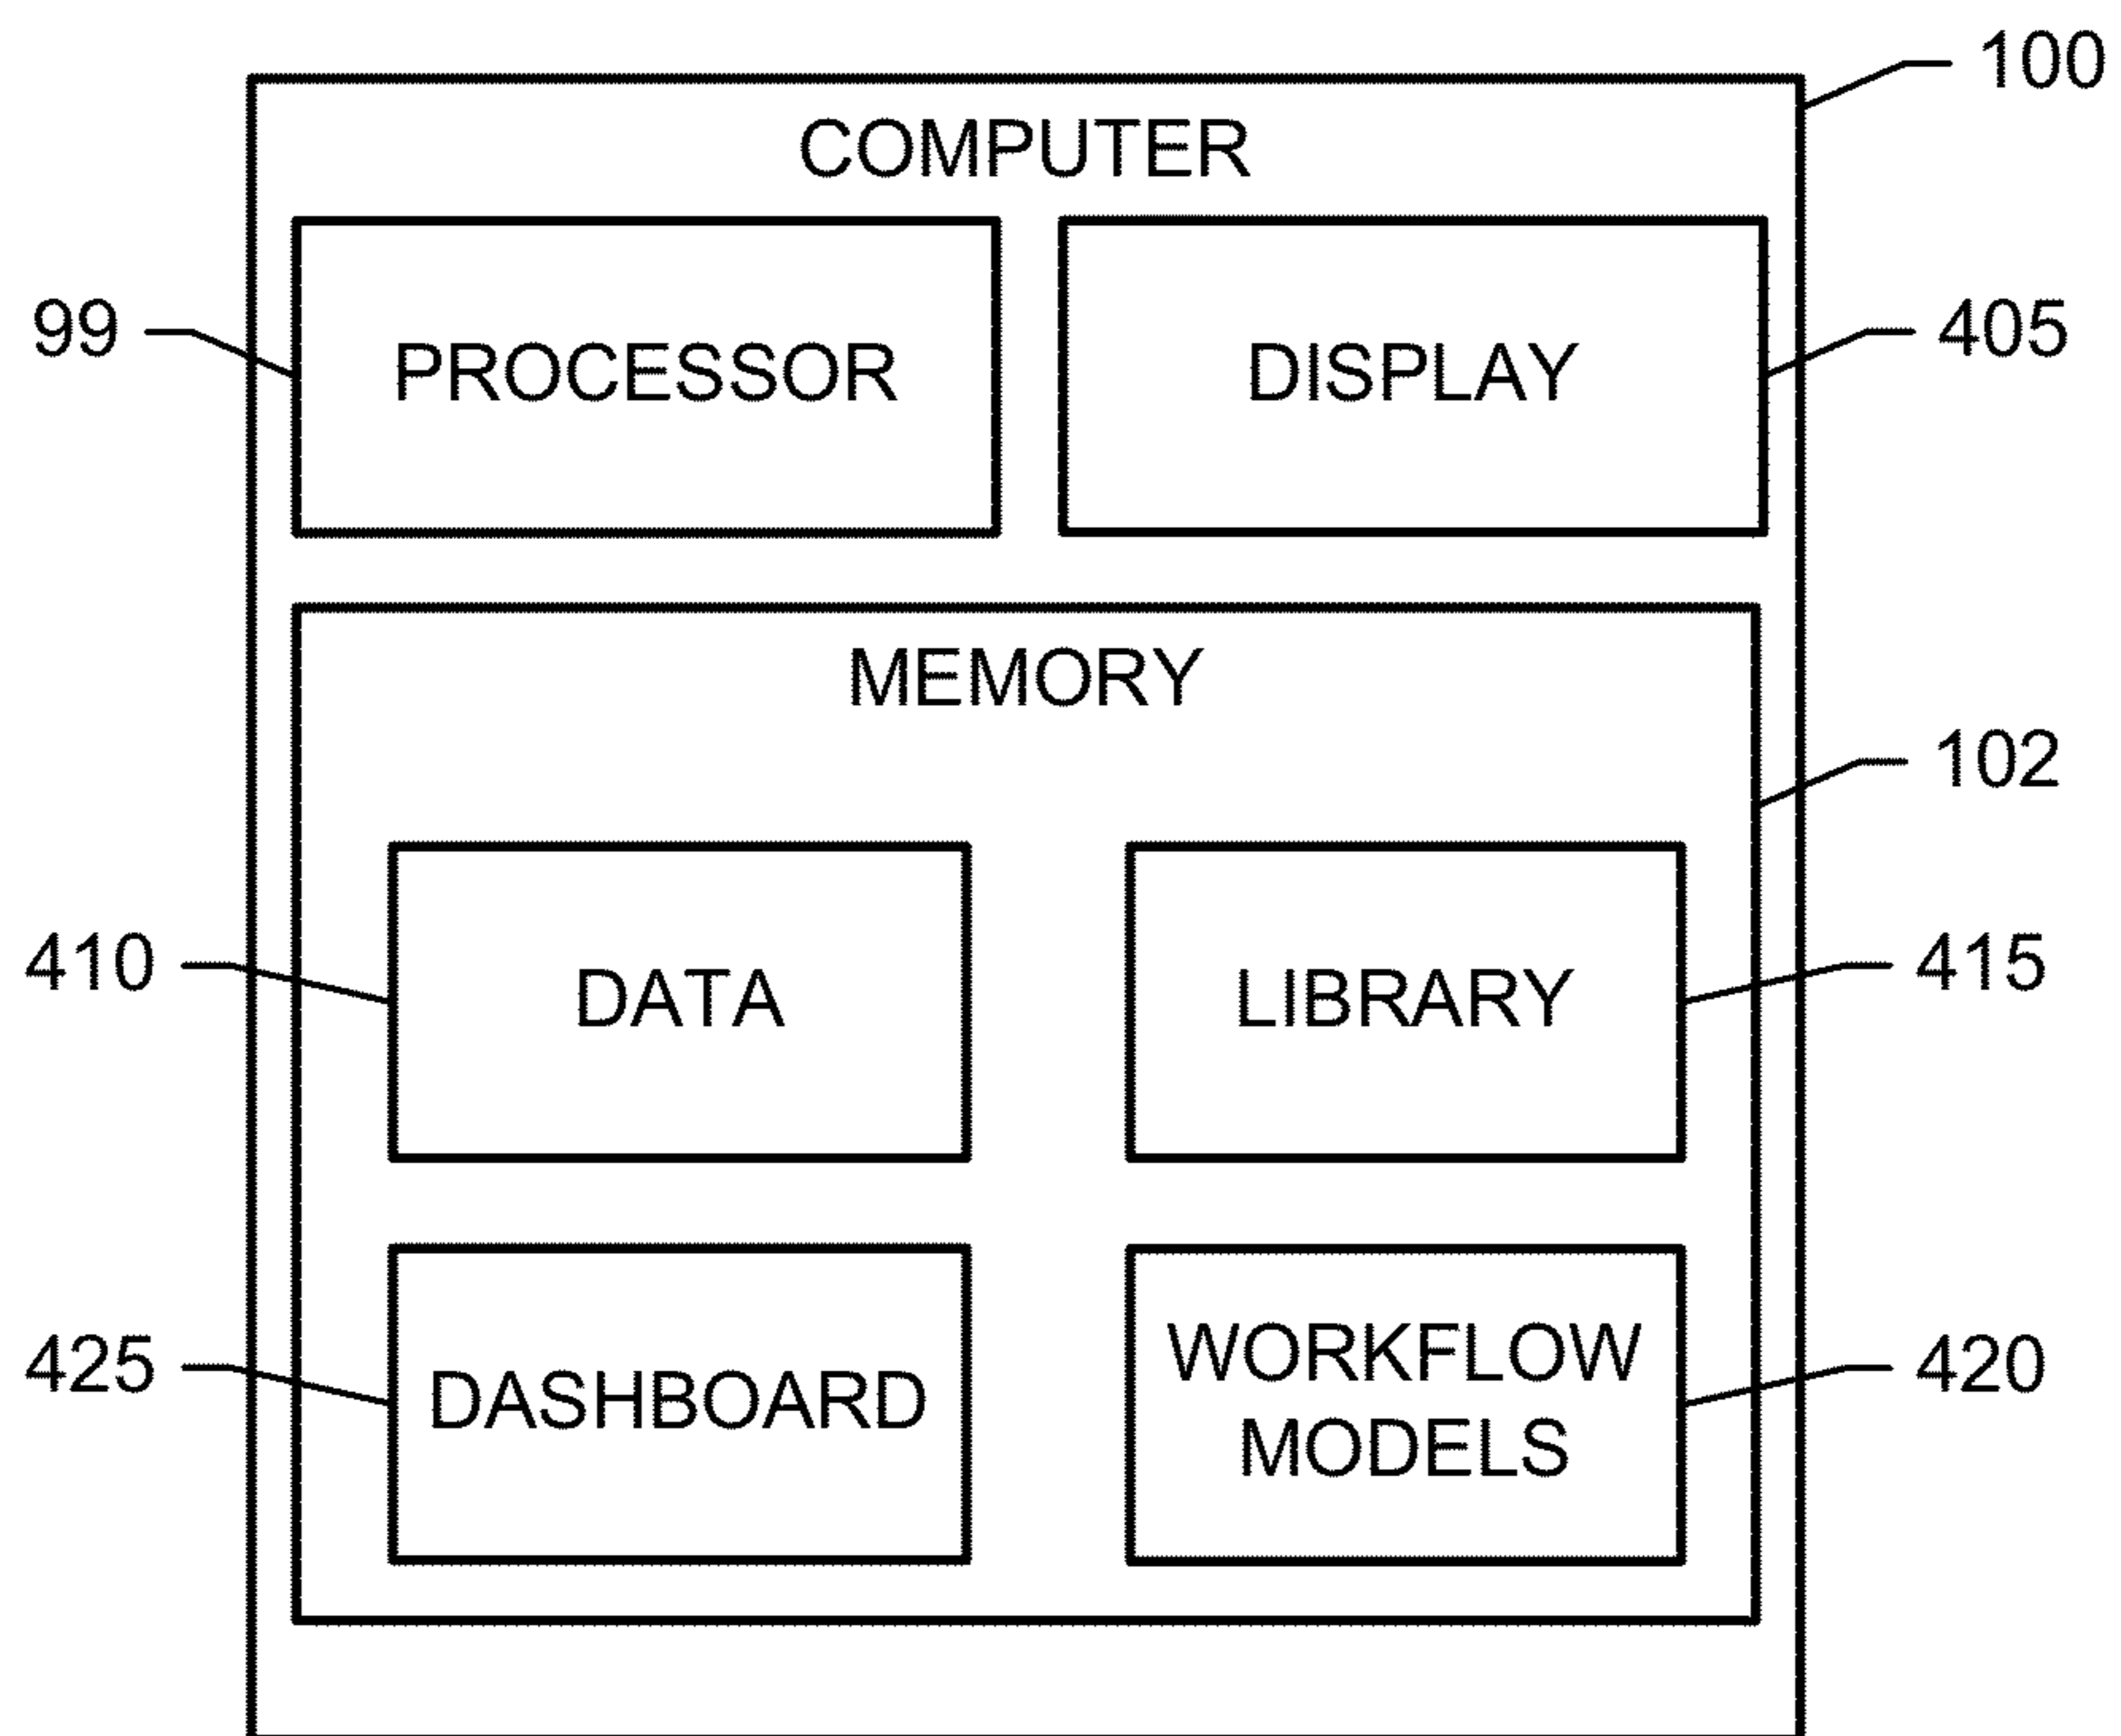 100
COMPUTER
99
PROCESSOR
DISPLAY
405
MEMORY
102
410
DATA
LIBRARY
415
425
DASHBOARD
WORKFLOW
MODELS
420